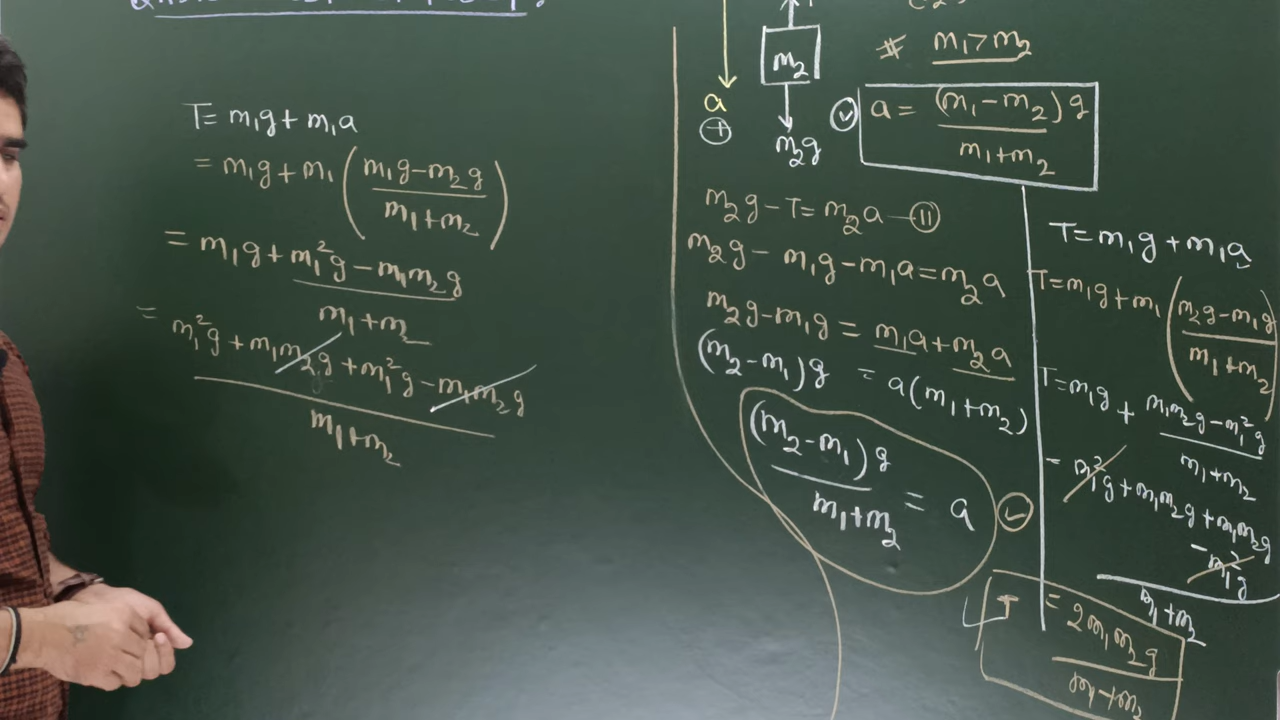 T = m₁g + m₁a
= m₁g + m₁ ( (m₁g - m₂g) / (m₁ + m₂) )
= m₁g + (m₁²g - m₁m₂g) / (m₁ + m₂)
= (m₁²g + m₁m₂g + m₁²g - m₁m₂g) / (m₁ + m₂)
a
+
m₂
m₂g
# m₁ > m₂
a = (m₁ - m₂)g / (m₁ + m₂)
m₂g - T = m₂a — II
m₂g - m₁g - m₁a = m₂a
m₂g - m₁g = m₁a + m₂a
(m₂ - m₁)g = a(m₁ + m₂)
(m₂ - m₁)g / (m₁ + m₂) = a
T = m₁g + m₁a
T = m₁g + m₁ ( (m₂g - m₁g) / (m₁ + m₂) )
T = m₁g + (m₁m₂g - m₁²g) / (m₁ + m₂)
= (m₁²g + m₁m₂g + m₁m₂g - m₁²g) / (m₁ + m₂)
T = 2m₁m₂g / (m₁ + m₂)